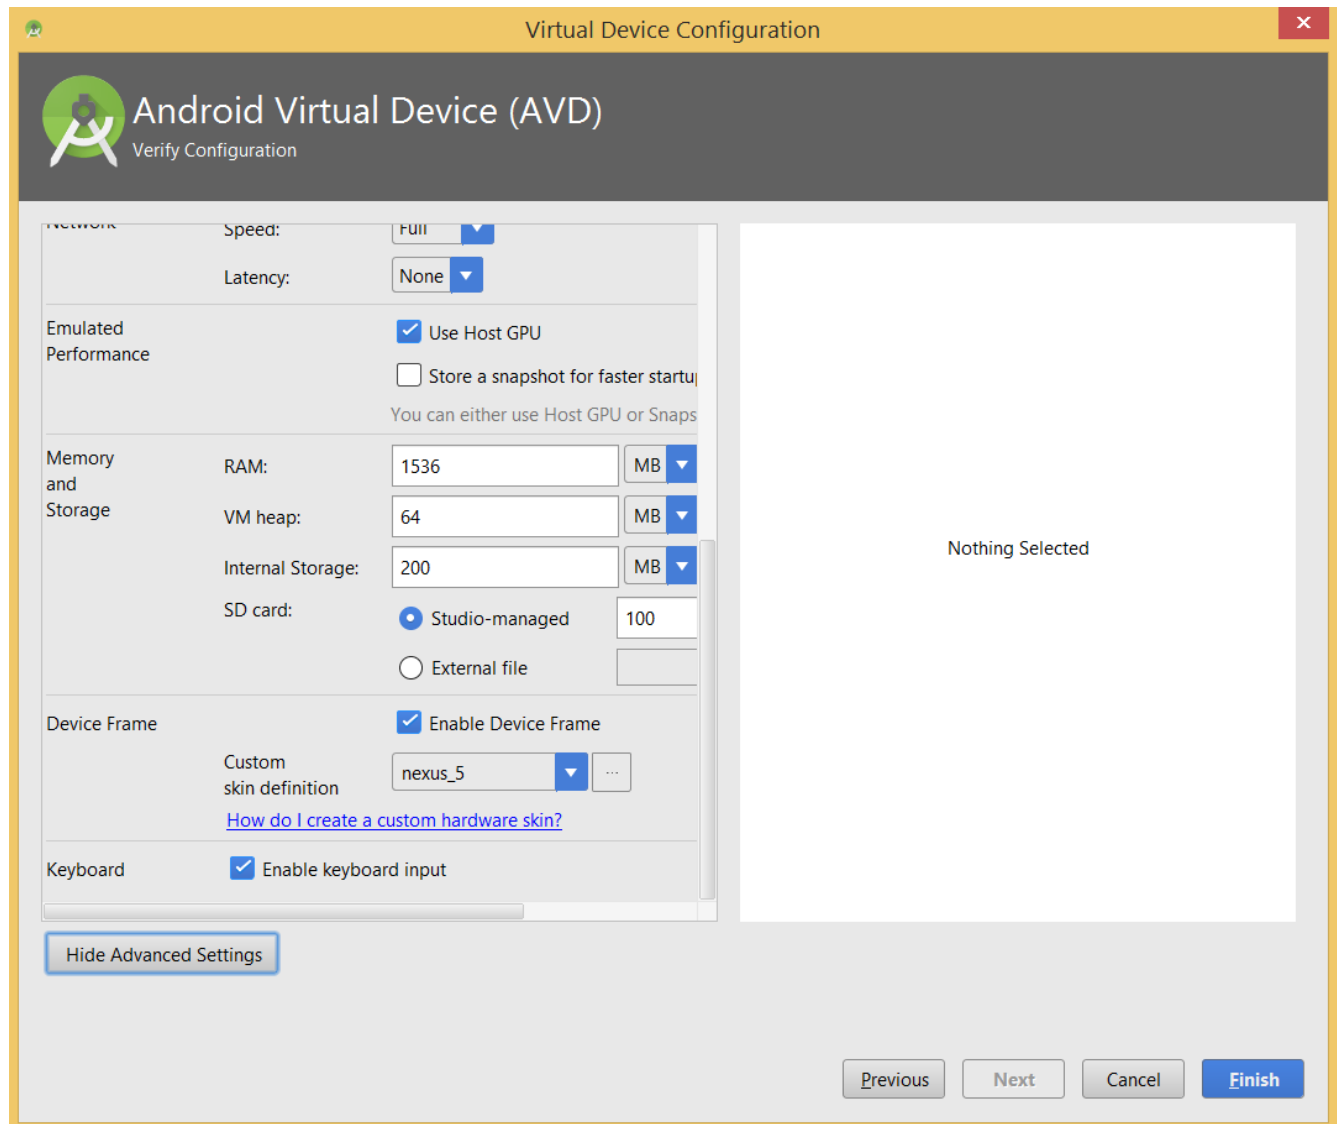 Virtual Device Configuration
Android Virtual Device (AVD)
Verify Configuration
Network
Speed:
Full
Latency:
None
Emulated
Performance
Use Host GPU
Store a snapshot for faster startu
You can either use Host GPU or Snaps
Memory
and
Storage
RAM:
1536
MB
VM heap:
64
MB
Internal Storage:
200
MB
SD card:
Studio-managed
100
External file
Device Frame
Enable Device Frame
Custom
skin definition
nexus_5
...
How do I create a custom hardware skin?
Keyboard
Enable keyboard input
Nothing Selected
Hide Advanced Settings
Previous
Next
Cancel
Finish